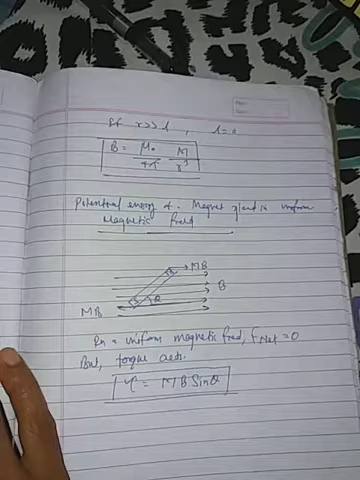 If x>>l , l=0
B = μ₀/4π M/x³
Potential energy of a Magnet placed in uniform
Magnetic field
MB
B
θ
MB
In a uniform magnetic field, F Net = 0
But, torque acts.
τ = MB Sinθ